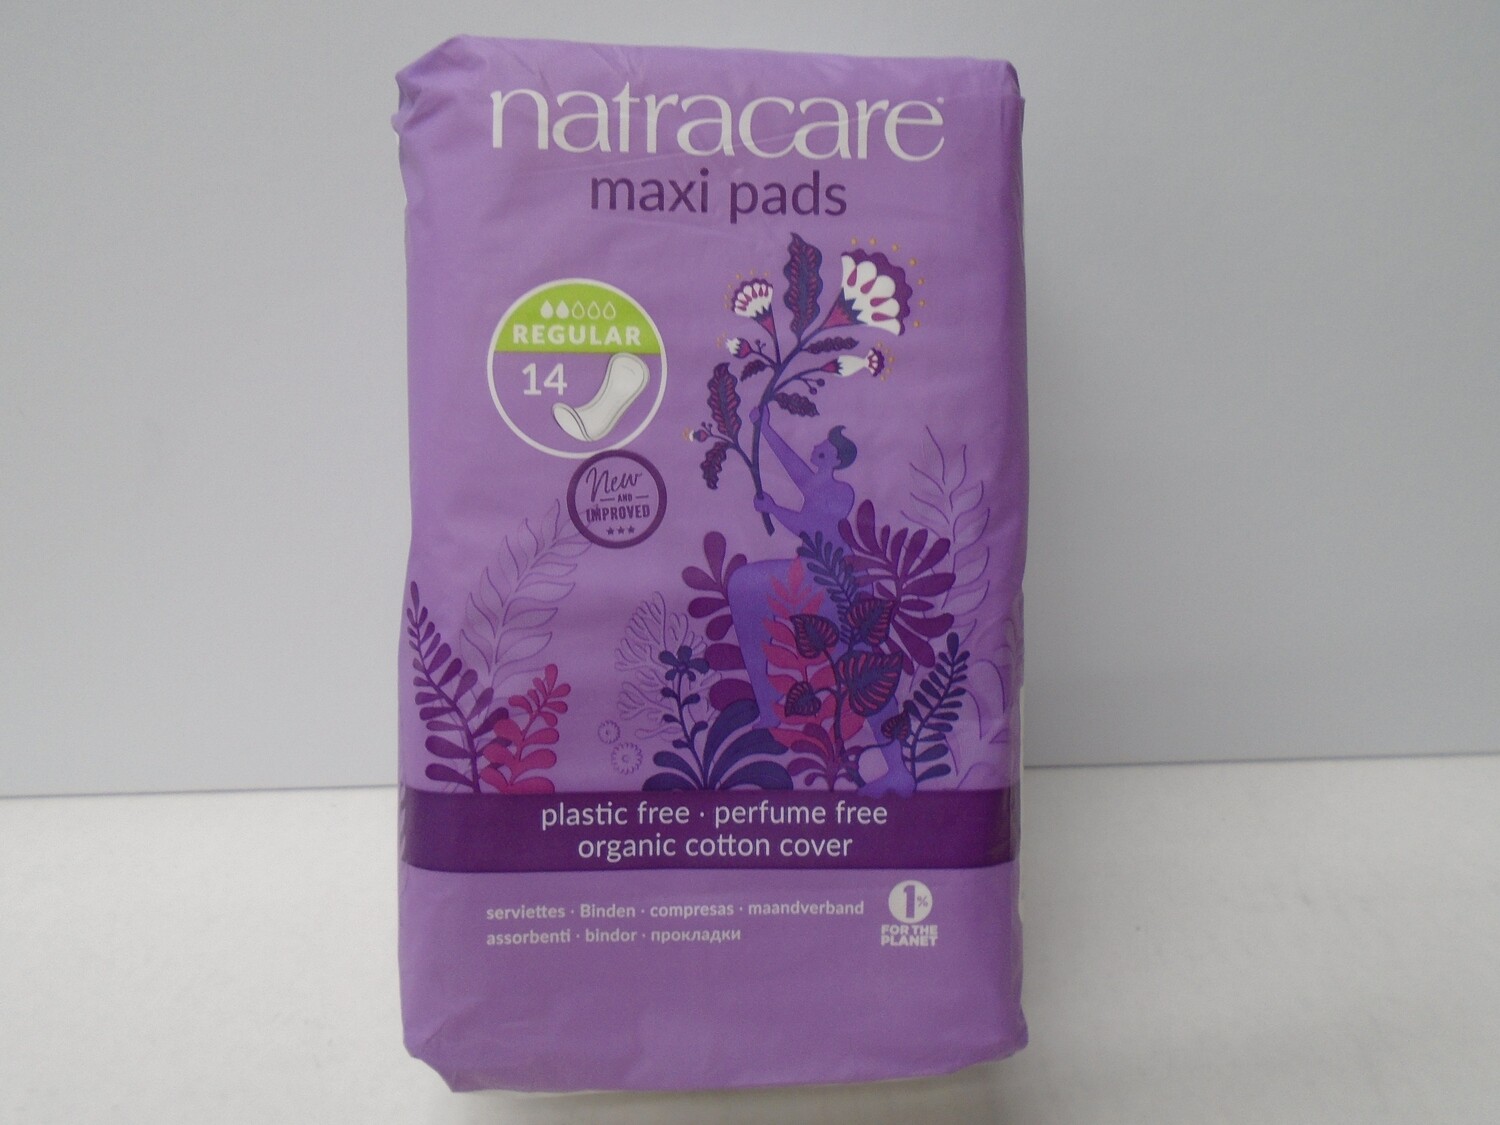 natracare
maxi pads
REGULAR
14
New
AND
IMPROVED
plastic free · perfume free
organic cotton cover
serviettes · Binden · compresas · maandverband
assorbenti · bindor · прокладки
1%
FOR THE
PLANET